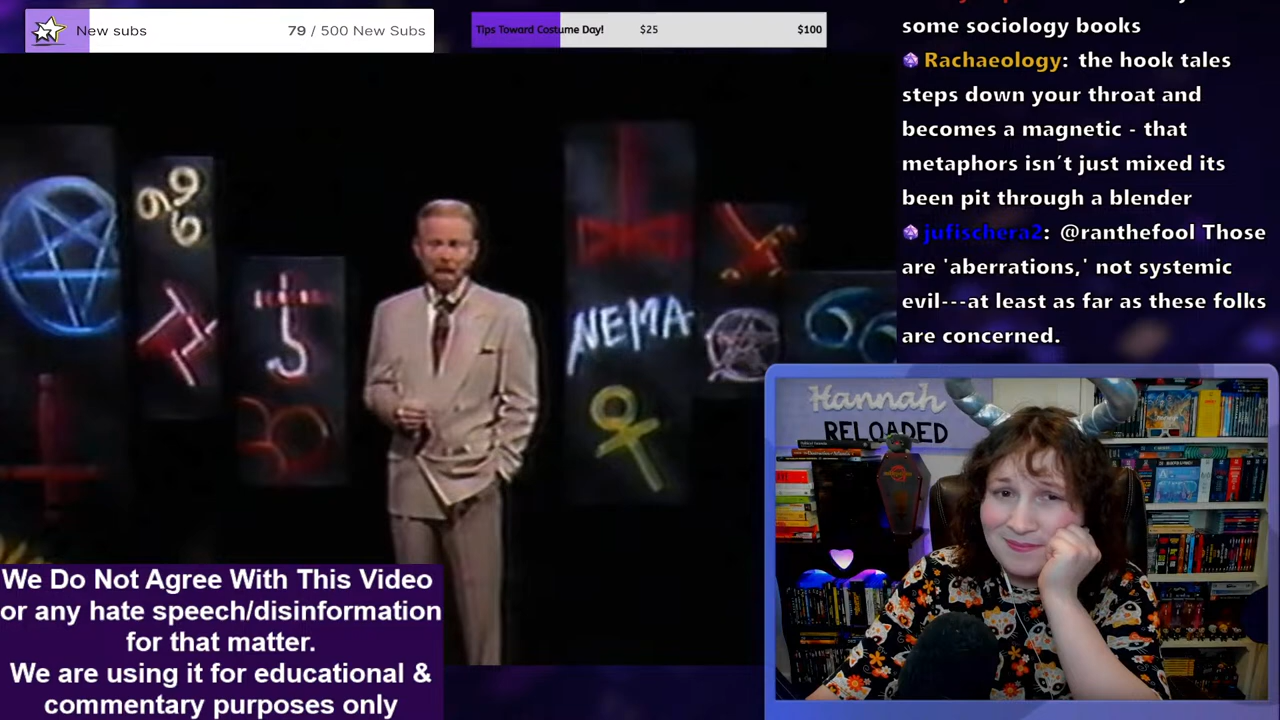 New subs
79 / 500 New Subs
Tips Toward Costume Day!
$25
$100
some sociology books
Rachaeology: the hook tales
steps down your throat and
becomes a magnetic - that
metaphors isn't just mixed its
been pit through a blender
jufischera2: @ranthefool Those
are 'aberrations,' not systemic
evil---at least as far as these folks
are concerned.
NEMA
Hannah
RELOADED
We Do Not Agree With This Video
or any hate speech/disinformation
for that matter.
We are using it for educational &
commentary purposes only